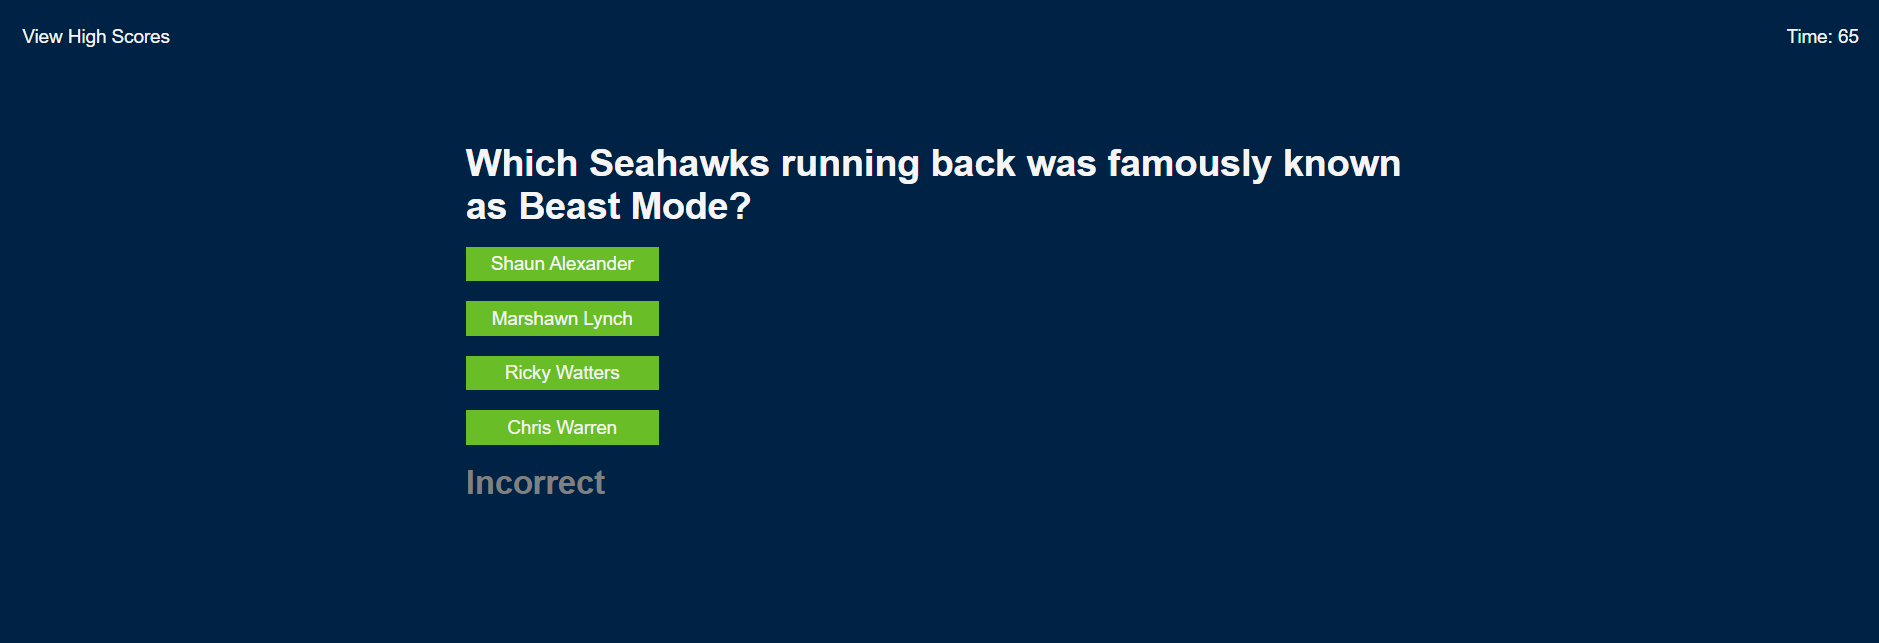 View High Scores
Time: 65
Which Seahawks running back was famously known
as Beast Mode?
Shaun Alexander
Marshawn Lynch
Ricky Watters
Chris Warren
Incorrect